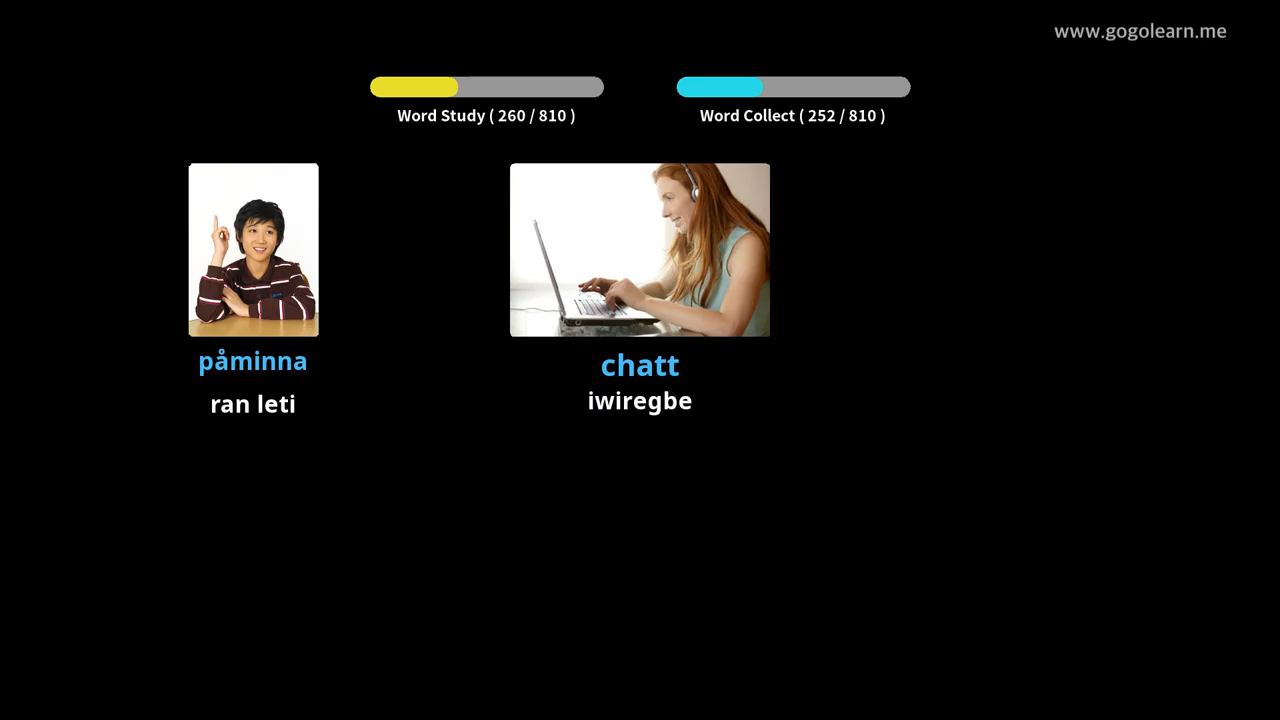 www.gogolearn.me
Word Study ( 260 / 810 )
Word Collect ( 252 / 810 )
påminna
ran leti
chatt
iwiregbe